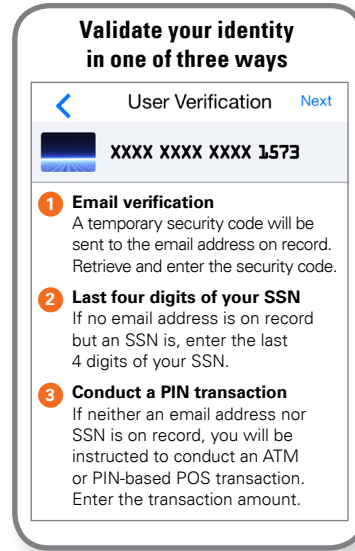 Validate your identity
in one of three ways
User Verification Next
XXXX XXXX XXXX 1573
1 Email verification
A temporary security code will be
sent to the email address on record.
Retrieve and enter the security code.
2 Last four digits of your SSN
If no email address is on record
but an SSN is, enter the last
4 digits of your SSN.
3 Conduct a PIN transaction
If neither an email address nor
SSN is on record, you will be
instructed to conduct an ATM
or PIN-based POS transaction.
Enter the transaction amount.